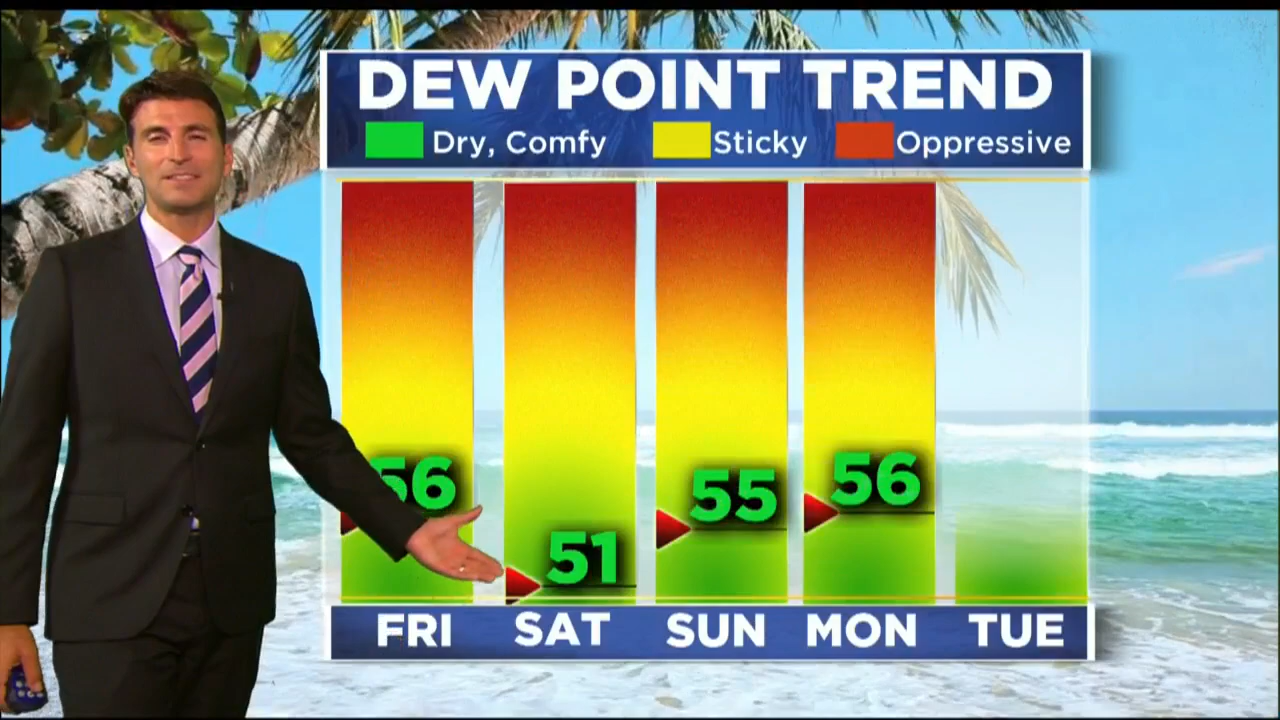 DEW POINT TREND
Dry, Comfy Sticky Oppressive
56 51 55 56
FRI SAT SUN MON TUE